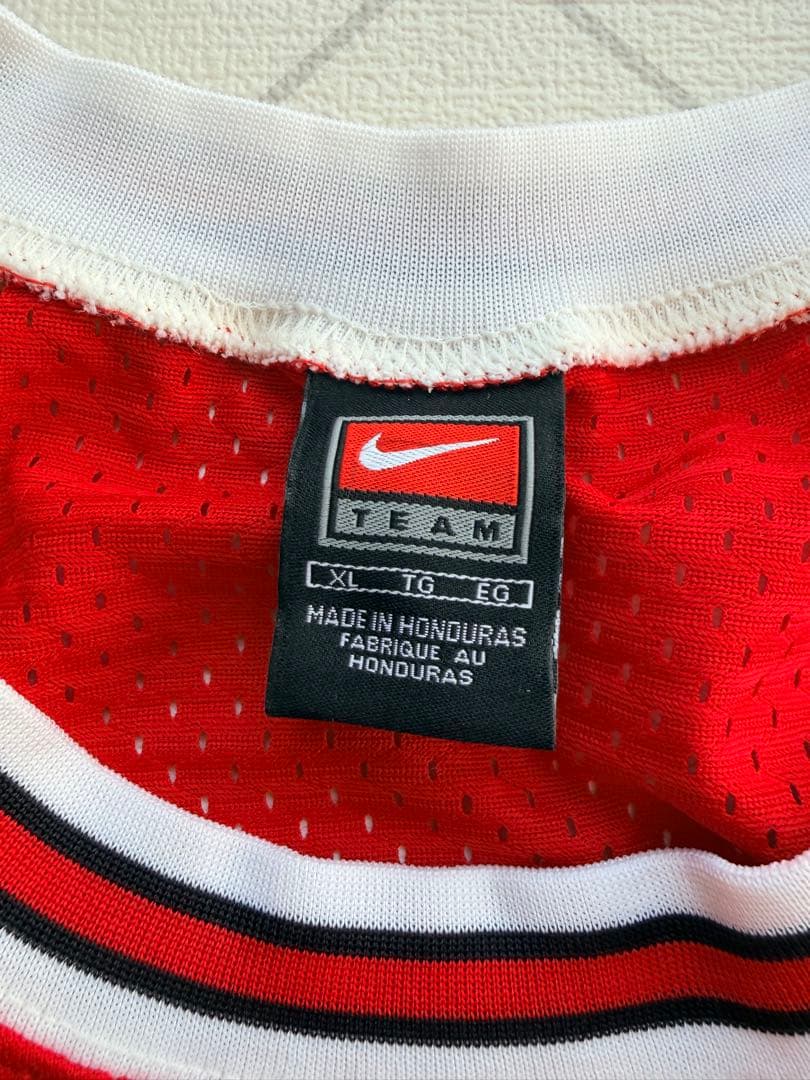 TEAM
XL TG EG
MADE IN HONDURAS
FABRIQUE AU
HONDURAS